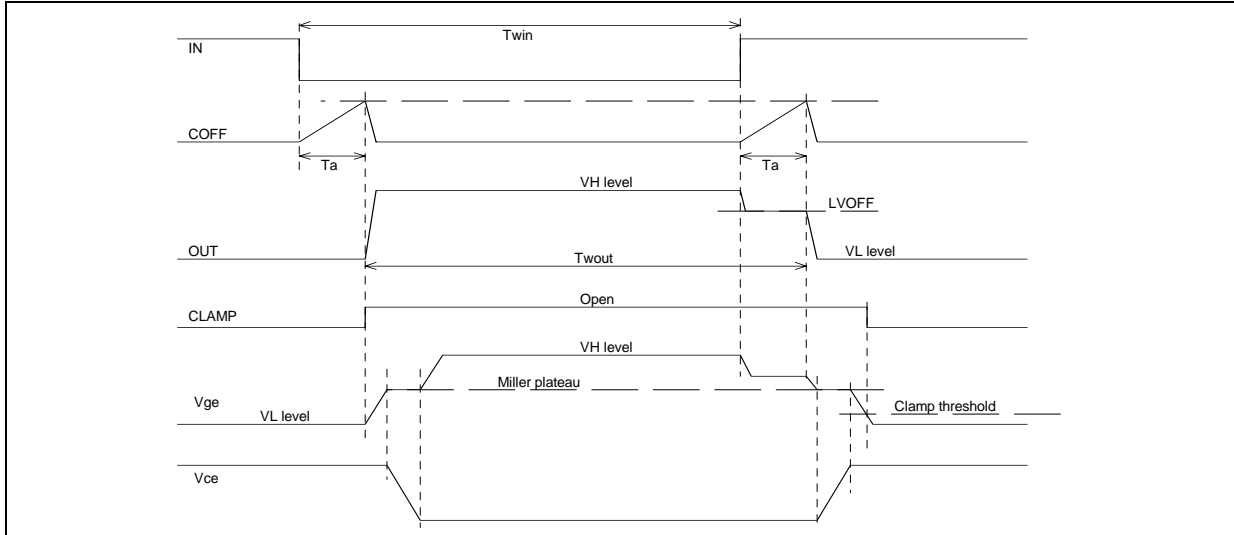 Twin
IN
COFF
Ta
Ta
VH level
LVOFF
OUT
VL level
Twout
Open
CLAMP
VH level
Miller plateau
Vge
VL level
Clamp threshold
Vce